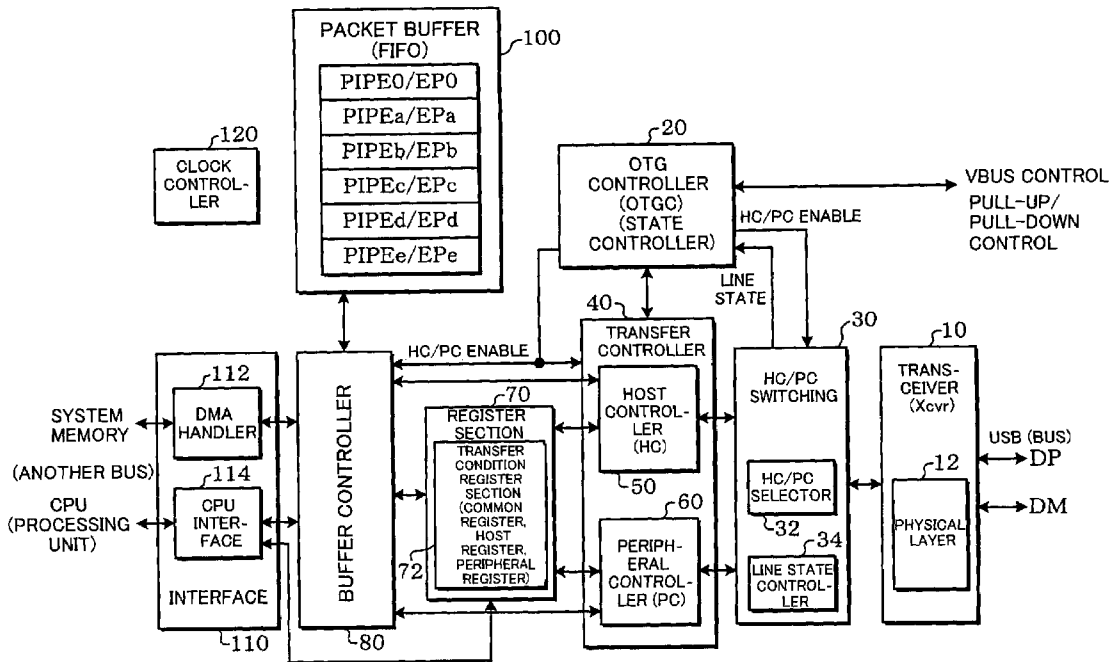 PACKET BUFFER
(FIFO)
100
PIPE0/EP0
PIPEa/EPa
PIPEb/EPb
PIPEc/EPc
PIPEd/EPd
PIPEe/EPe
120
CLOCK
CONTROL-
LER
20
OTG
CONTROLLER
(OTGC)
(STATE
CONTROLLER)
VBUS CONTROL
PULL-UP/
PULL-DOWN
CONTROL
HC/PC ENABLE
LINE
STATE
HC/PC ENABLE
40
TRANSFER
CONTROLLER
HOST
CONTROL-
LER
(HC)
50
60
PERIPH-
ERAL
CONTROL-
LER (PC)
30
HC/PC
SWITCHING
HC/PC
SELECTOR
32
34
LINE STATE
CONTROL-
LER
10
TRANS-
CEIVER
(Xcvr)
12
PHYSICAL
LAYER
USB (BUS)
DP
DM
SYSTEM
MEMORY
(ANOTHER BUS)
CPU
(PROCESSING
UNIT)
112
DMA
HANDLER
114
CPU
INTER-
FACE
INTERFACE
110
BUFFER CONTROLLER
80
70
REGISTER
SECTION
TRANSFER
CONDITION
REGISTER
SECTION
(COMMON
REGISTER,
HOST
REGISTER,
PERIPHERAL
REGISTER)
72